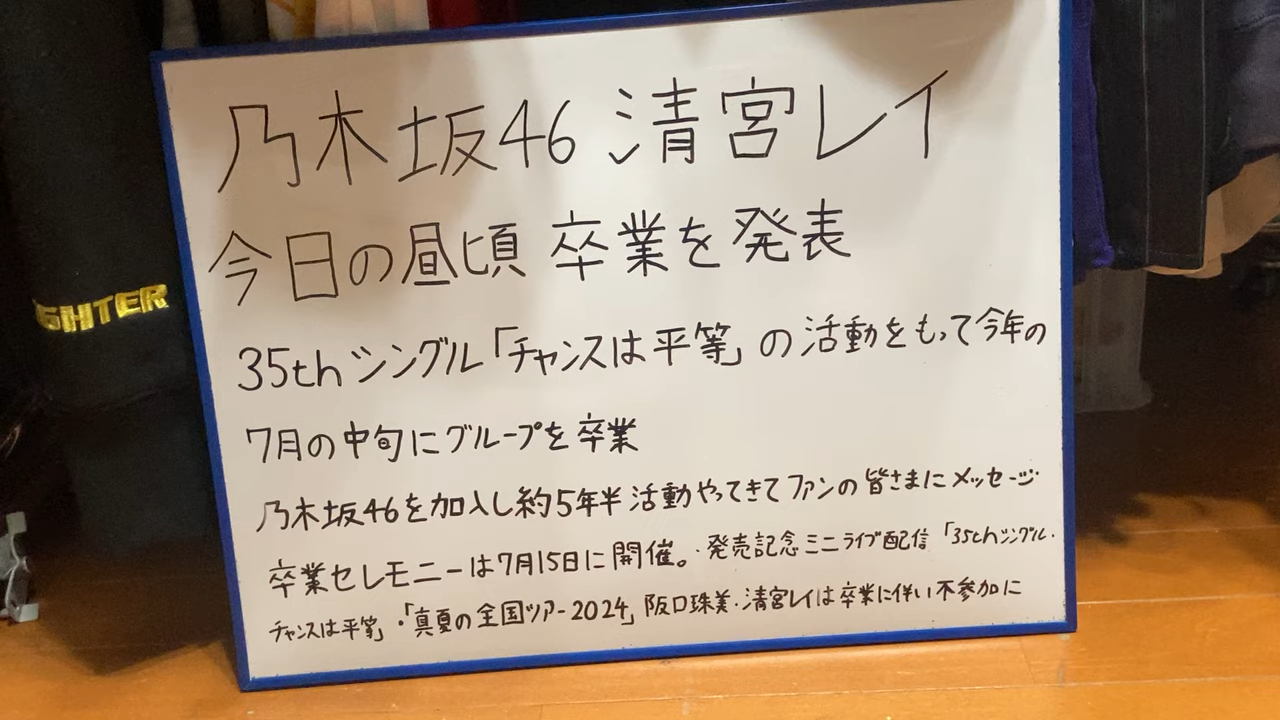 乃木坂46 清宮レイ
今日の昼頃 卒業を発表
35thシングル「チャンスは平等」の活動をもって今年の
7月の中旬にグループを卒業
乃木坂46を加入し約5年半活動やってきてファンの皆さまにメッセージ
卒業セレモニーは7月15日に開催。・発売記念ミニライブ配信「35thシングル・
チャンスは平等」・「真夏の全国ツアー2024」阪口珠美・清宮レイは卒業に伴い不参加に
GHTER